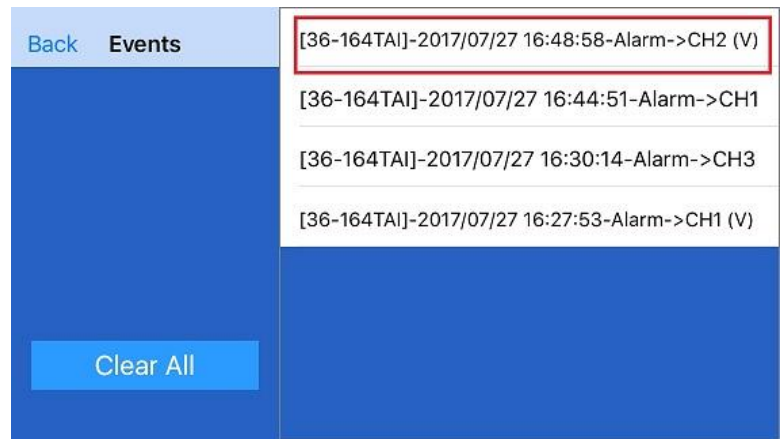 Back Events
[36-164TAI]-2017/07/27 16:48:58-Alarm->CH2 (V)
[36-164TAI]-2017/07/27 16:44:51-Alarm->CH1
[36-164TAI]-2017/07/27 16:30:14-Alarm->CH3
[36-164TAI]-2017/07/27 16:27:53-Alarm->CH1 (V)
Clear All